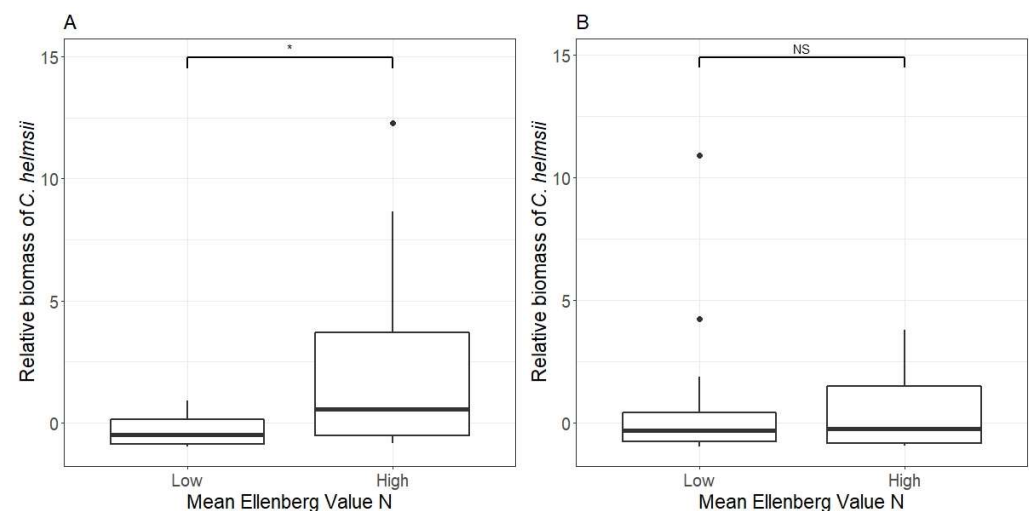 A
*
15
10
5
0
Relative biomass of C. helmsii
Low
High
Mean Ellenberg Value N
B
NS
15
10
5
0
Relative biomass of C. helmsii
Low
High
Mean Ellenberg Value N